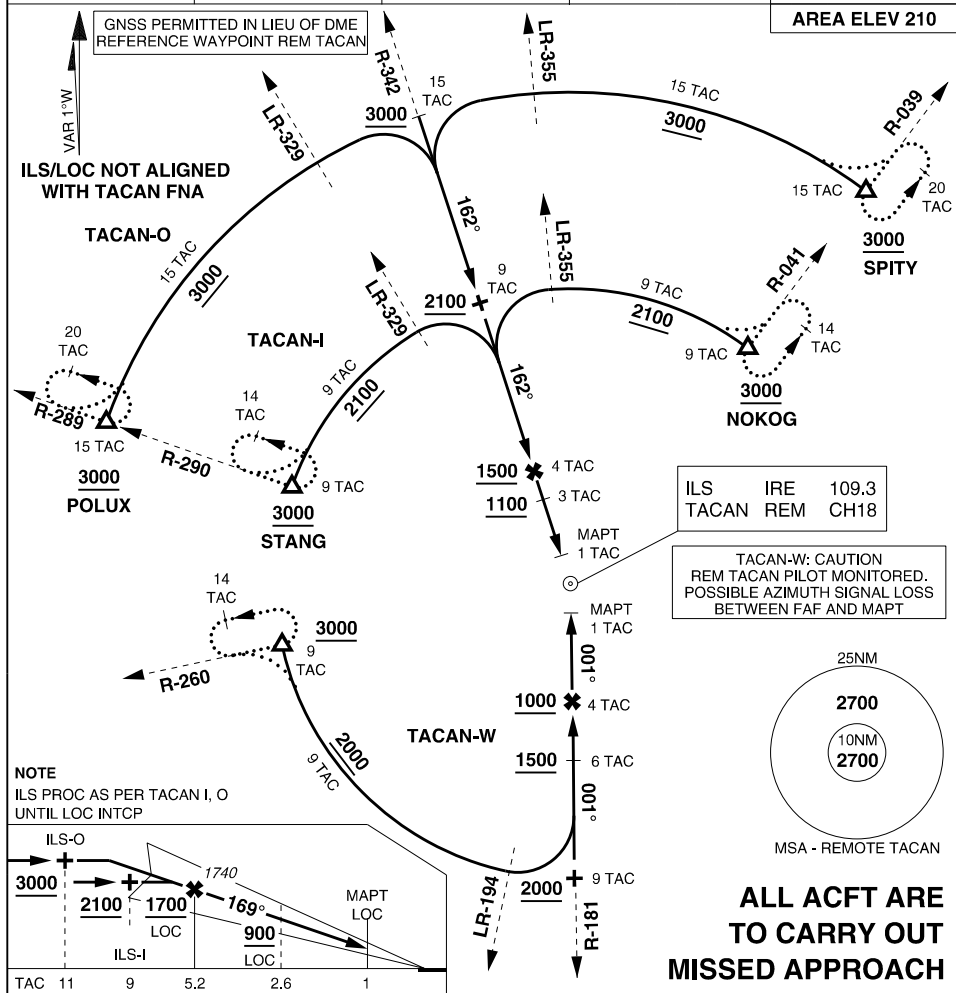 GNSS PERMITTED IN LIEU OF DME
REFERENCE WAYPOINT REM TACAN
AREA ELEV 210
VAR 1°W
ILS/LOC NOT ALIGNED
WITH TACAN FNA
R-342
15
TAC
3000
LR-355
15 TAC
3000
R-039
LR-329
15 TAC
20
TAC
3000
SPITY
TACAN-O
15 TAC
3000
162°
9
TAC
2100
LR-355
9 TAC
2100
R-041
LR-329
TACAN-I
9 TAC
2100
9 TAC
14
TAC
3000
NOKOG
20
TAC
R-289
15 TAC
3000
POLUX
R-290
14
TAC
9 TAC
3000
STANG
162°
1500
4 TAC
1100
3 TAC
MAPT
1 TAC
ILS IRE 109.3
TACAN REM CH18
TACAN-W: CAUTION
REM TACAN PILOT MONITORED.
POSSIBLE AZIMUTH SIGNAL LOSS
BETWEEN FAF AND MAPT
14
TAC
3000
9
TAC
R-260
MAPT
1 TAC
001°
1000
4 TAC
TACAN-W
1500
6 TAC
001°
2000
9 TAC
2000
9 TAC
LR-194
R-181
25NM
2700
10NM
2700
MSA - REMOTE TACAN
NOTE
ILS PROC AS PER TACAN I, O
UNTIL LOC INTCP
ILS-O
3000
2100
1700
LOC
1740
169°
900
LOC
MAPT
LOC
ILS-I
TAC 11 9 5.2 2.6 1
ALL ACFT ARE
TO CARRY OUT
MISSED APPROACH